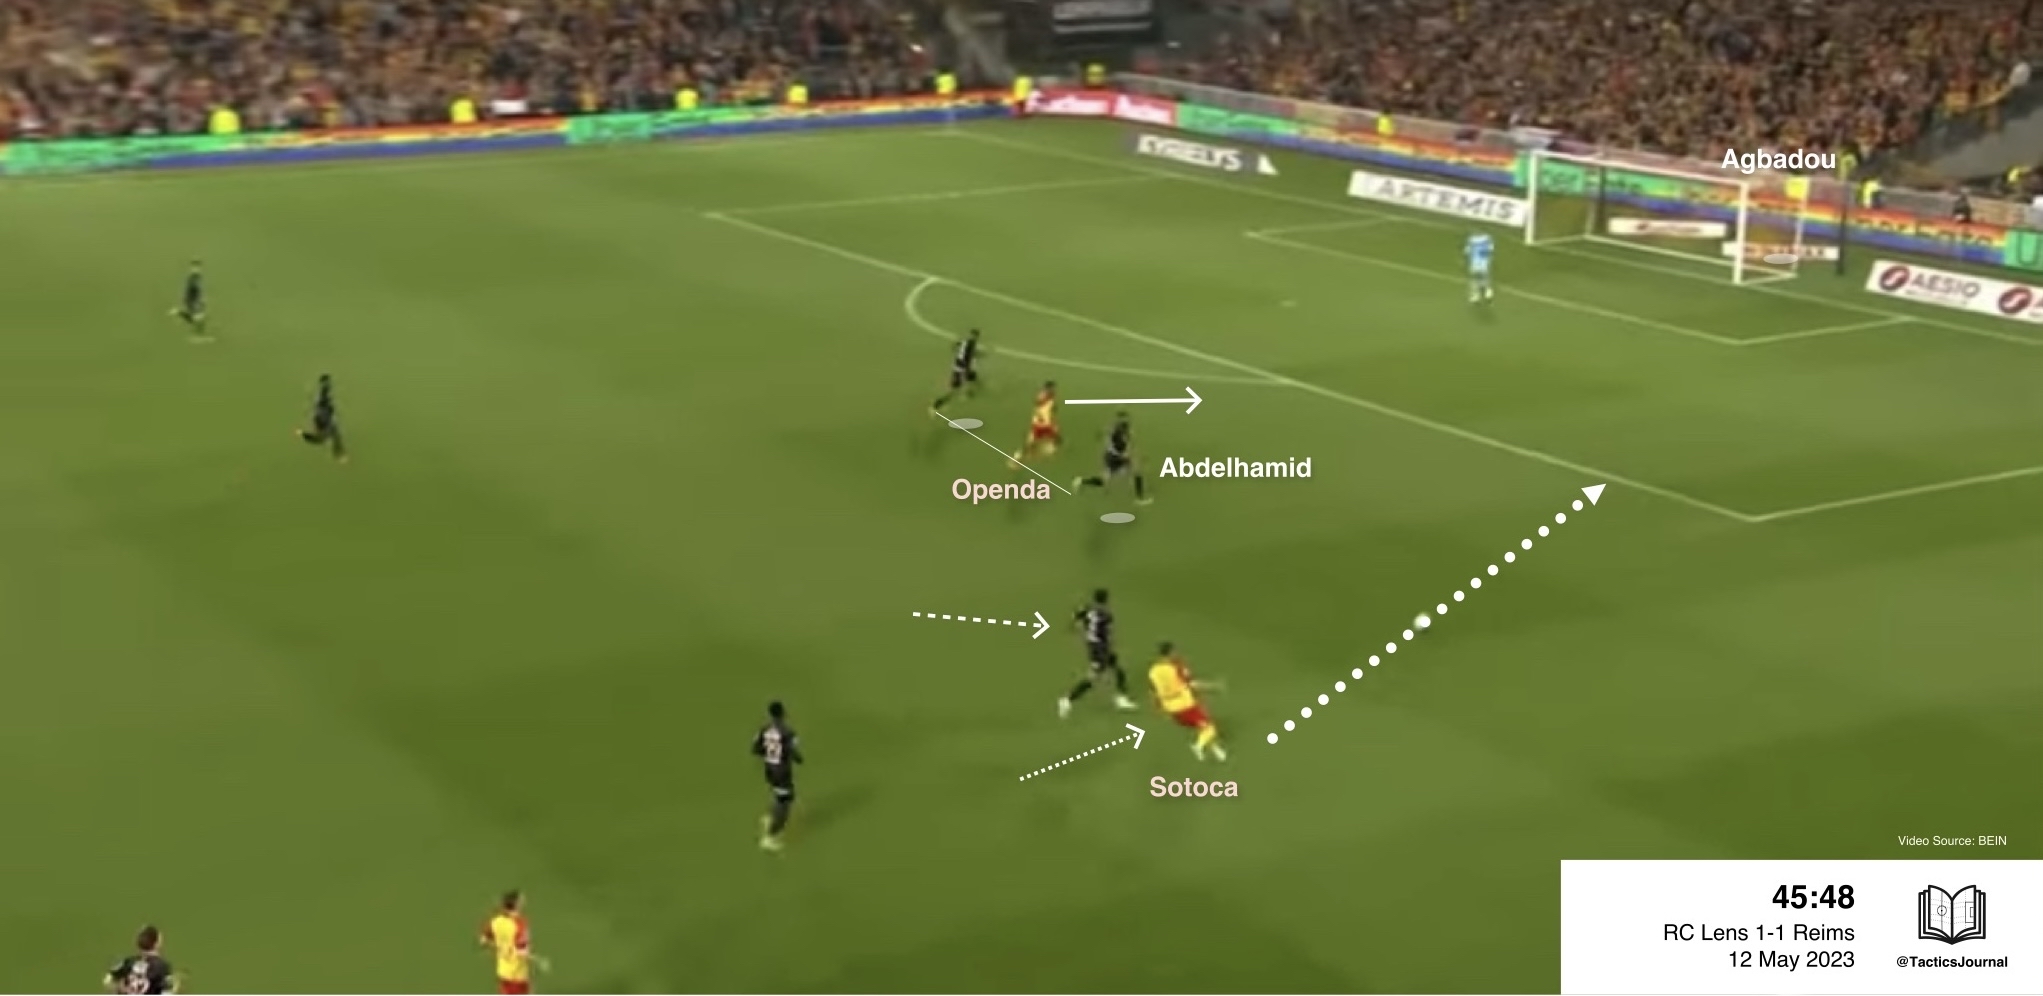 Agbadou
ARTEMIS
AESIO
Abdelhamid
Openda
Sotoca
Video Source: BEIN
45:48
RC Lens 1-1 Reims
12 May 2023
@TacticsJournal